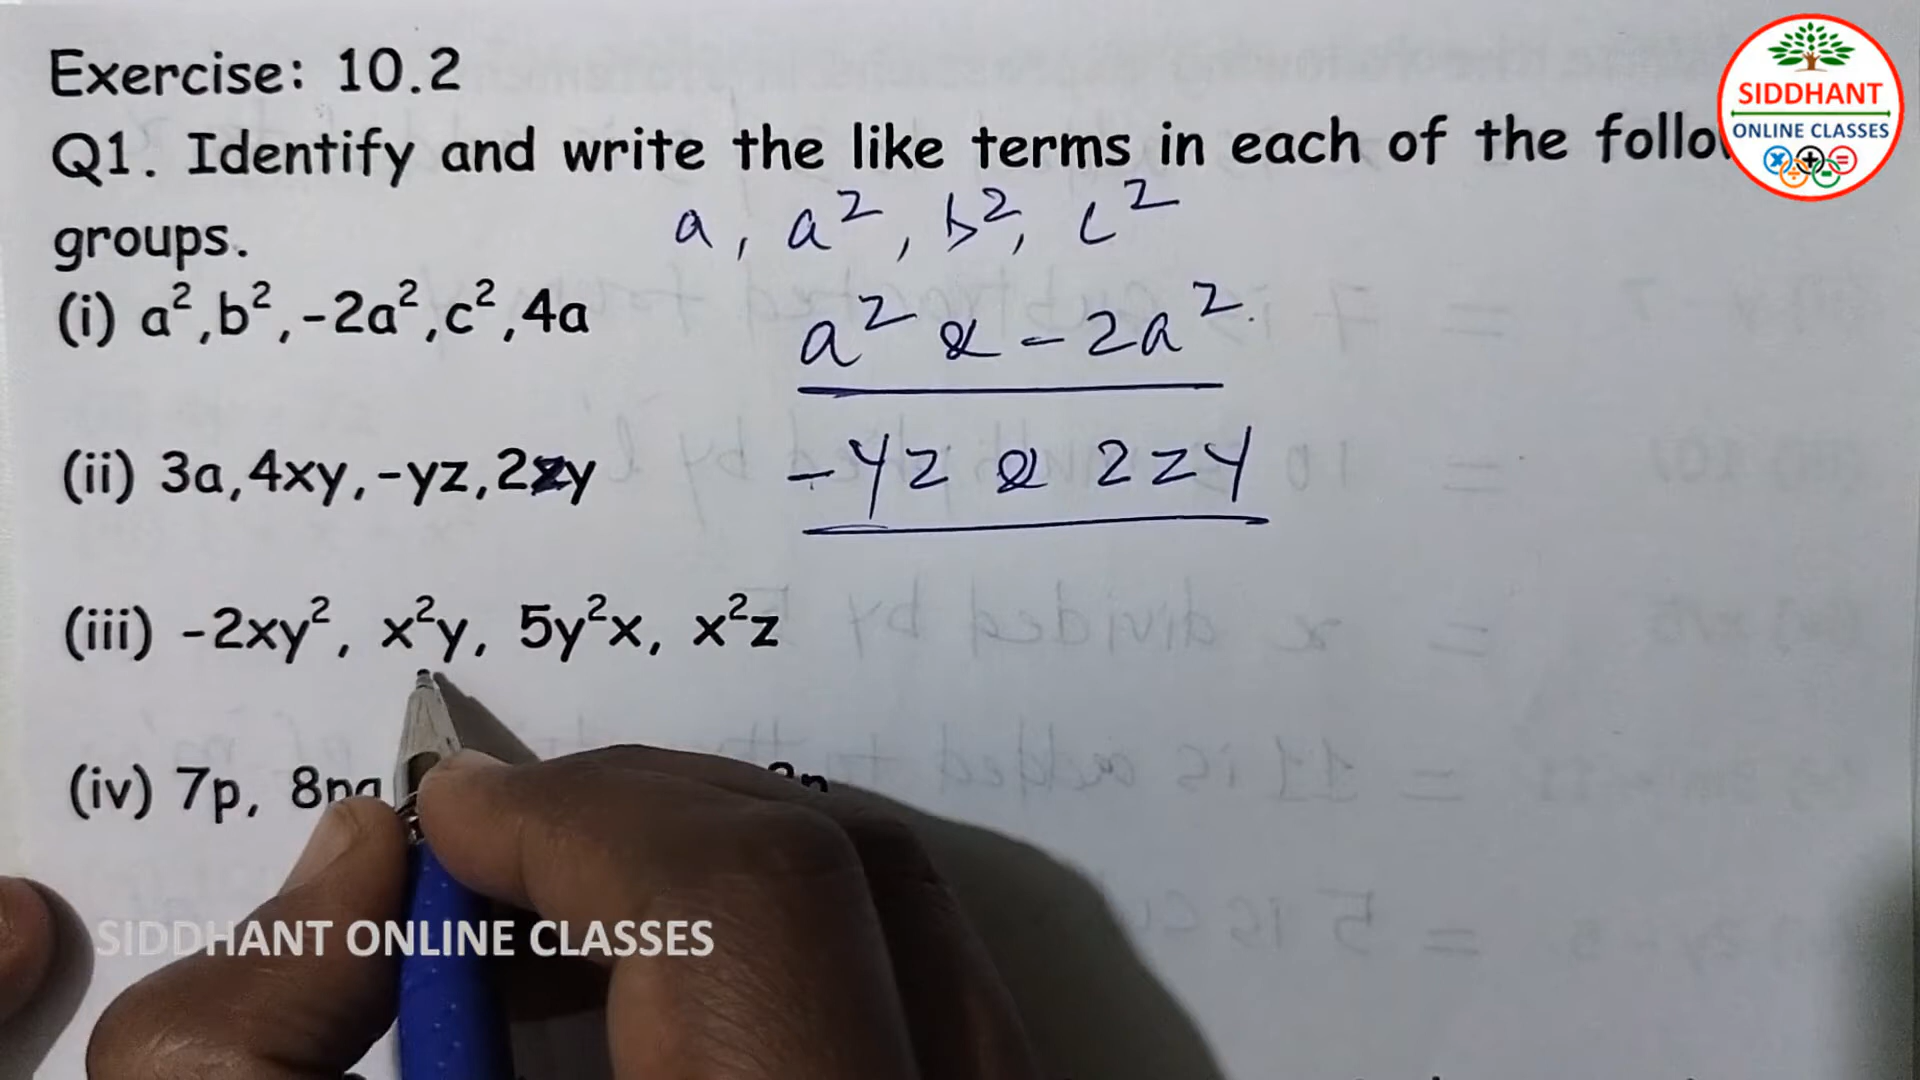 Exercise: 10.2
SIDDHANT
ONLINE CLASSES
Q1. Identify and write the like terms in each of the
groups.
a, a², b², c²
(i) a²,b²,-2a²,c²,4a
a² & -2a².
(ii) 3a,4xy,-yz,2zy
-yz & 2zy
(iii) -2xy², x²y, 5y²x, x²z
(iv) 7p,
SIDDHANT ONLINE CLASSES